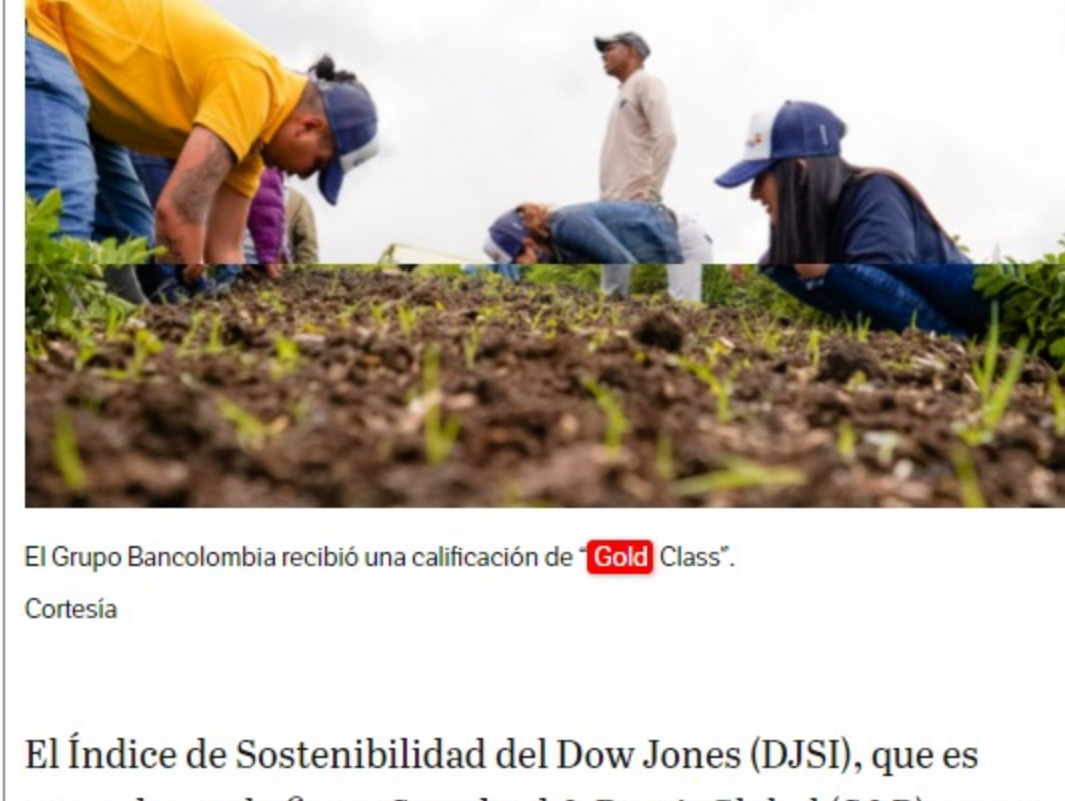 El Grupo Bancolombia recibió una calificación de “Gold Class”.
Cortesía
El Índice de Sostenibilidad del Dow Jones (DJSI), que es